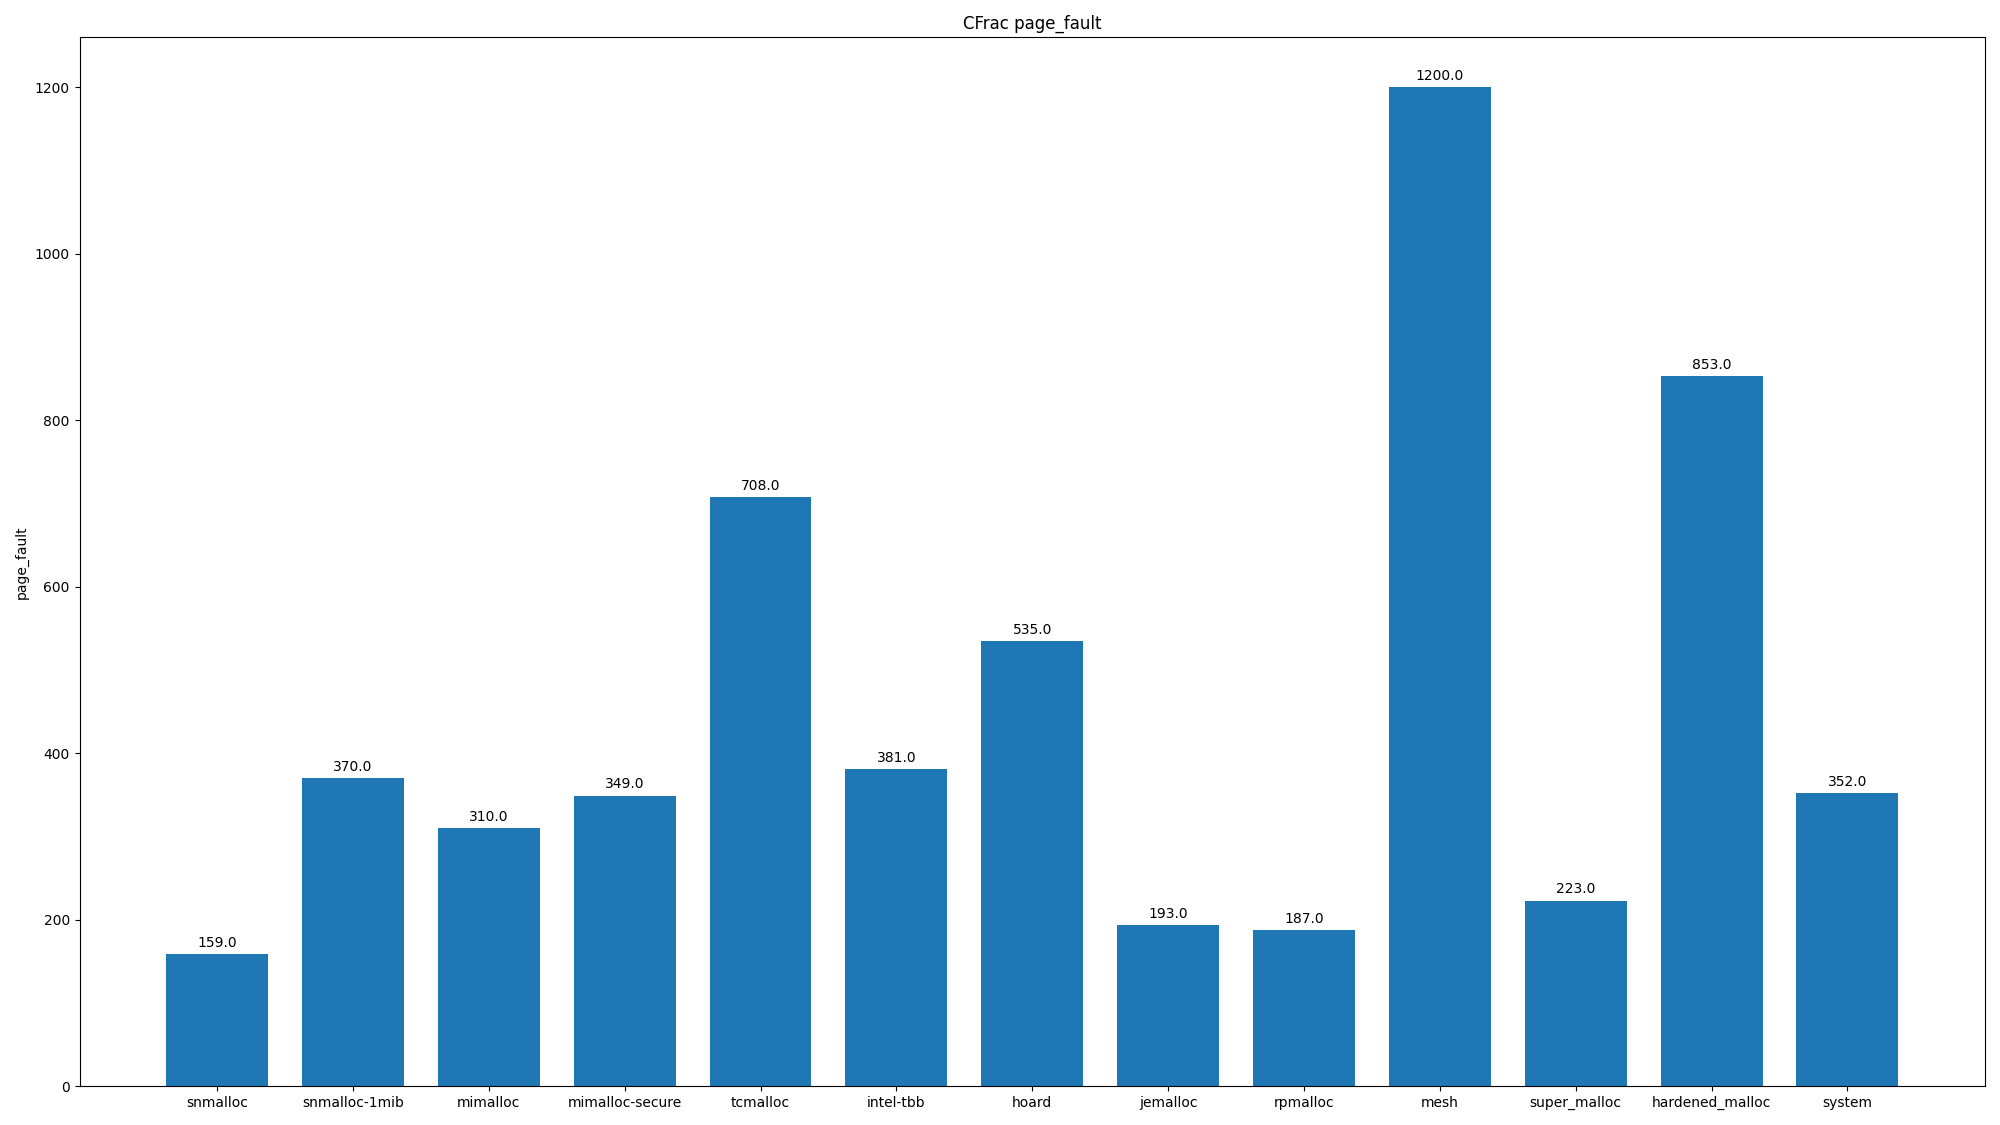 CFrac page_fault
page_fault
1200
1000
800
600
400
200
0
159.0
370.0
310.0
349.0
708.0
381.0
535.0
193.0
187.0
1200.0
223.0
853.0
352.0
snmalloc
snmalloc-1mib
mimalloc
mimalloc-secure
tcmalloc
intel-tbb
hoard
jemalloc
rpmalloc
mesh
super_malloc
hardened_malloc
system